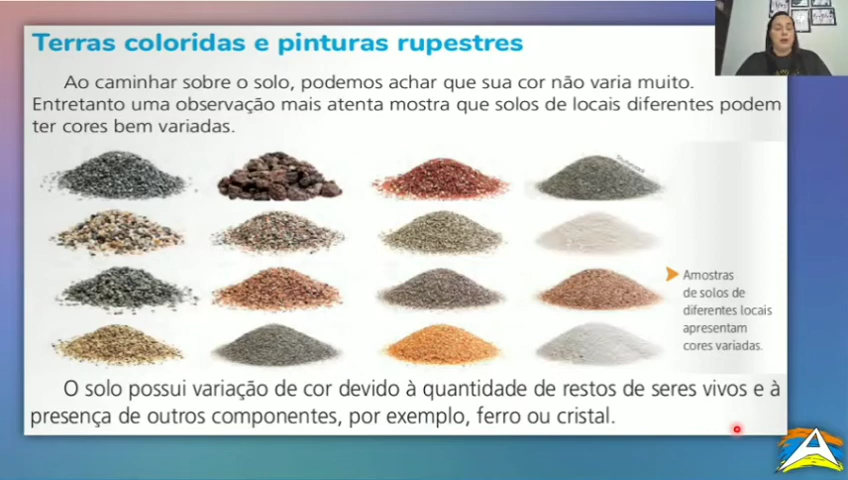 Terras coloridas e pinturas rupestres
Ao caminhar sobre o solo, podemos achar que sua cor não varia muito.
Entretanto uma observação mais atenta mostra que solos de locais diferentes podem
ter cores bem variadas.
Amostras
de solos de
diferentes locais
apresentam
cores variadas.
O solo possui variação de cor devido à quantidade de restos de seres vivos e à
presença de outros componentes, por exemplo, ferro ou cristal.